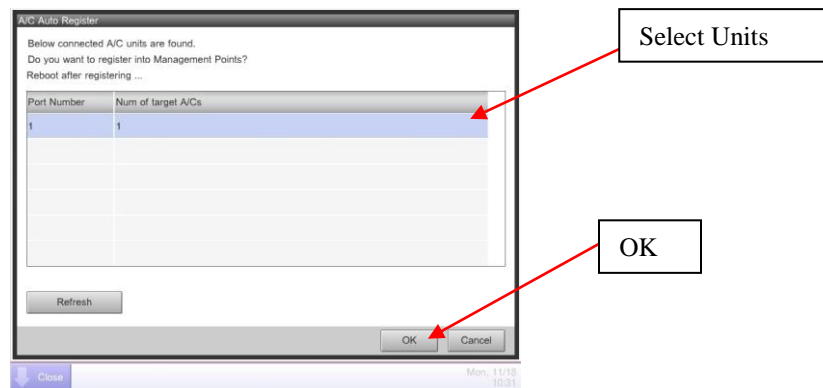 A/C Auto Register
Below connected A/C units are found.
Do you want to register into Management Points?
Reboot after registering ...
Port Number Num of target A/Cs
1 1
Refresh
OK Cancel
Close
Mon, 11/18
10:31
Select Units
OK